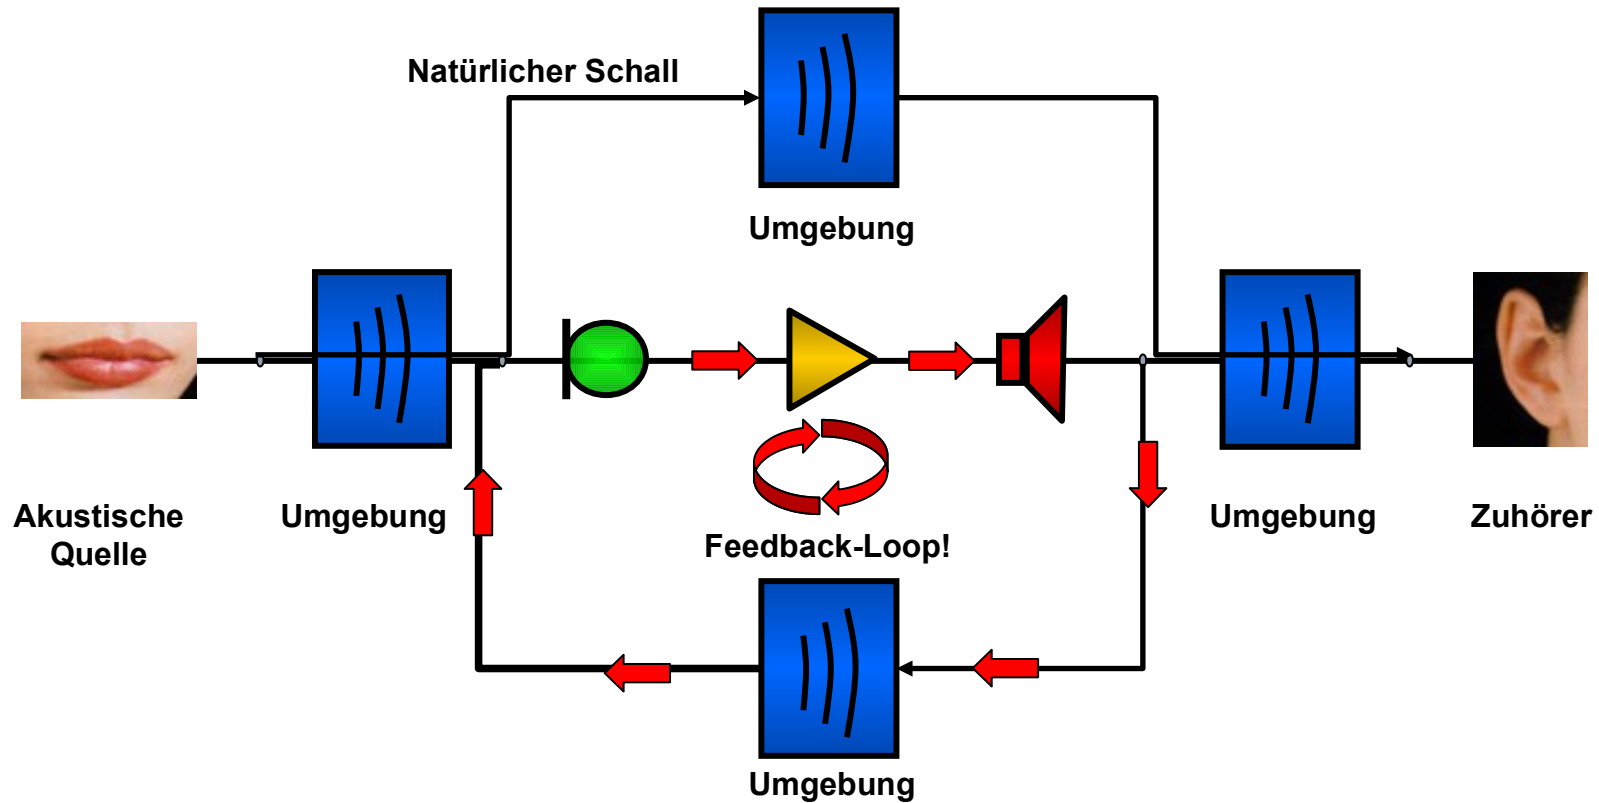 Natürlicher Schall
Umgebung
Akustische
Quelle
Umgebung
Feedback-Loop!
Umgebung
Zuhörer
Umgebung